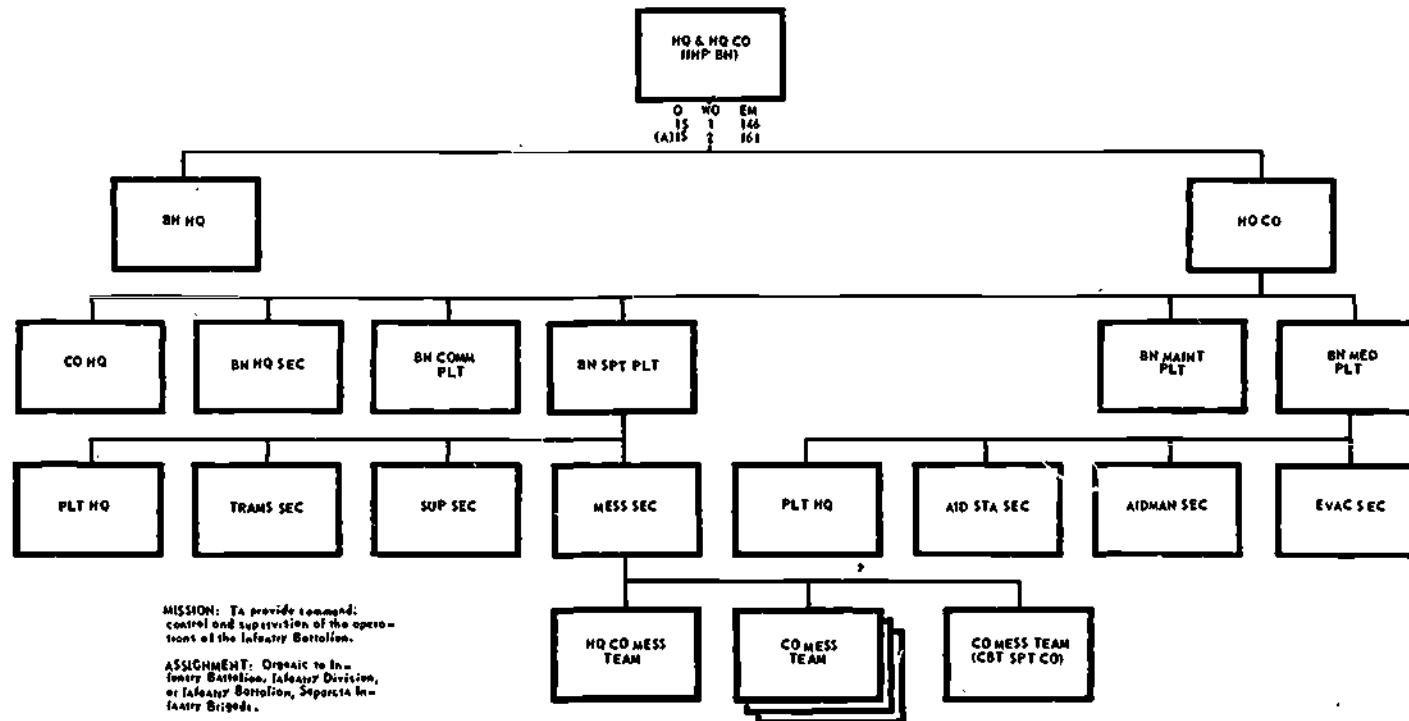 HQ & HQ CO
BN)
O WO EM
15 1 146
(A)15 2 161
BN HQ
HQ CO
CO HQ
BN HQ SEC
BN COMM
PLT
BN SPT PLT
BN MAINT
PLT
BN MED
PLT
PLT HQ
TRANS SEC
SUP SEC
MESS SEC
PLT HQ
AID STA SEC
AIDMAN SEC
EVAC SEC
HQ CO MESS
TEAM
CO MESS
TEAM
CO MESS TEAM
(CBT SPT CO)
MISSION: To provide command,
control and supervision of the opera-
tions of the Infantry Battalion.
ASSIGNMENT: Organic to In-
fantry Battalion, Infantry Division,
or Infantry Battalion, Separate In-
fantry Brigade.